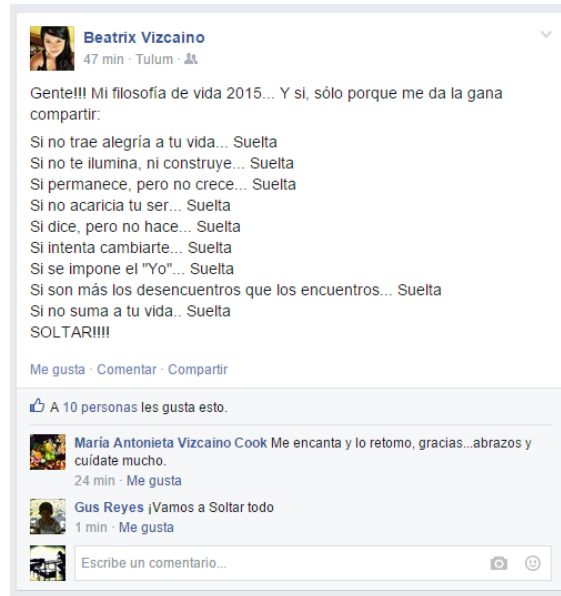 Beatrix Vizcaino
47 min · Tulum ·
Gente!!! Mi filosofía de vida 2015... Y si, sólo porque me da la gana
compartir:
Si no trae alegría a tu vida... Suelta
Si no te ilumina, ni construye... Suelta
Si permanece, pero no crece... Suelta
Si no acaricia tu ser... Suelta
Si dice, pero no hace... Suelta
Si intenta cambiarte... Suelta
Si se impone el "Yo"... Suelta
Si son más los desencuentros que los encuentros... Suelta
Si no suma a tu vida.. Suelta
SOLTAR!!!!
Me gusta · Comentar · Compartir
A 10 personas les gusta esto.
María Antonieta Vizcaino Cook Me encanta y lo retomo, gracias...abrazos y
cuídate mucho.
24 min · Me gusta
Gus Reyes ¡Vamos a Soltar todo
1 min · Me gusta
Escribe un comentario...